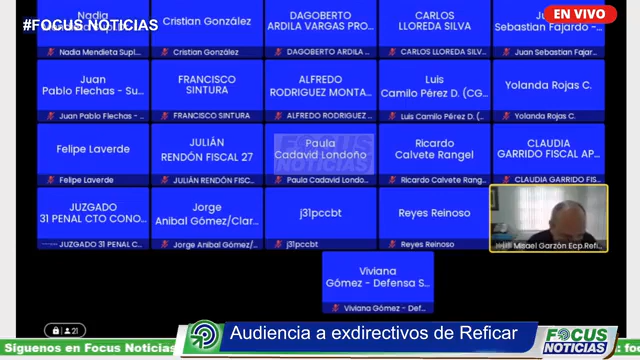 #FOCUS NOTICIAS
EN VIVO
Nadia
Nadia Mendieta Supl...
Cristian González
Cristian González
DAGOBERTO
ARDILA VARGAS PRO...
DAGOBERTO ARDILA ...
CARLOS
LLOREDA SILVA
CARLOS LLOREDA SILV...
Sebastian Fajardo -...
Juan Sebastian Fajar...
Juan
Pablo Flechas - Su...
Juan Pablo Flechas - ...
FRANCISCO
SINTURA
FRANCISCO SINTURA
ALFREDO
RODRIGUEZ MONTA...
ALFREDO RODRIGUEZ ...
Luis
Camilo Pérez D. (CG...
Luis Camilo Pérez D. (C...
Yolanda Rojas C.
Yolanda Rojas C.
Felipe Laverde
Felipe Laverde
JULIÁN
RENDÓN FISCAL 27
JULIÁN RENDÓN FISC...
FOCUS
NOTICIAS
Paula
Cadavid Londoño
Paula Cadavid Londo...
Ricardo
Calvete Rangel
Ricardo Calvete Rangel
CLAUDIA
GARRIDO FISCAL AP...
CLAUDIA GARRIDO FIS...
JUZGADO
31 PENAL CTO CONO...
JUZGADO 31 PENAL C...
Jorge
Anibal Gómez/Clar...
Jorge Anibal Gómez/...
j31pccbt
j31pccbt
Reyes Reinoso
Reyes Reinoso
Misael Garzón Ecp.Refi...
Viviana
Gómez - Defensa S...
Viviana Gómez - Def...
21
Audiencia a exdirectivos de Reficar
FOCUS
NOTICIAS
Siguenos en Focus Noticias